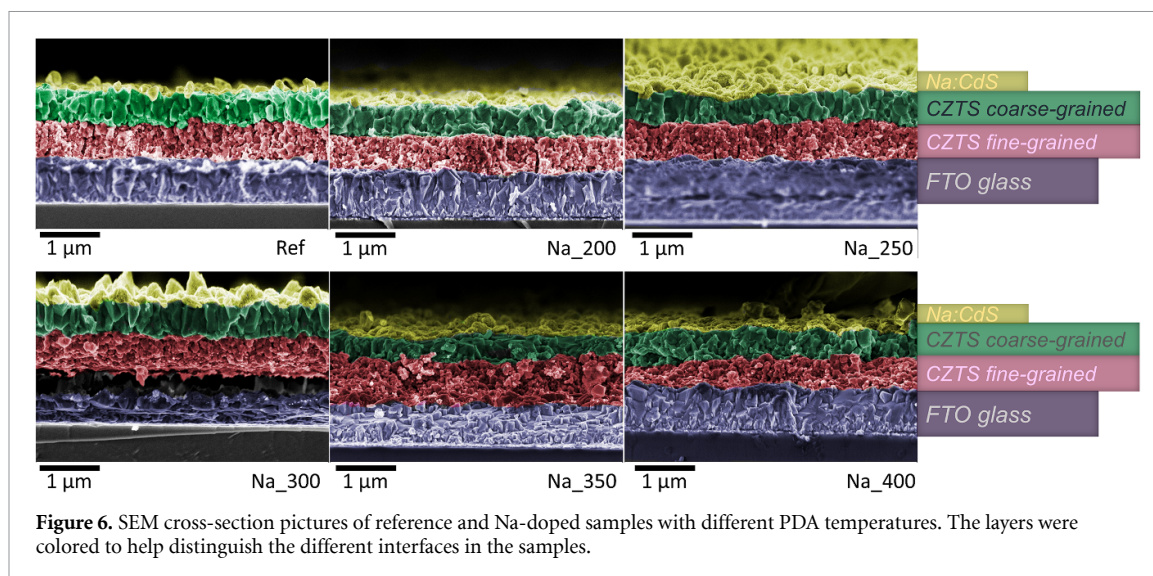 Na:CdS
CZTS coarse-grained
CZTS fine-grained
FTO glass
1 µm
Ref
1 µm
Na_200
1 µm
Na_250
Na:CdS
CZTS coarse-grained
CZTS fine-grained
FTO glass
1 µm
Na_300
1 µm
Na_350
1 µm
Na_400
Figure 6. SEM cross-section pictures of reference and Na-doped samples with different PDA temperatures. The layers were
colored to help distinguish the different interfaces in the samples.